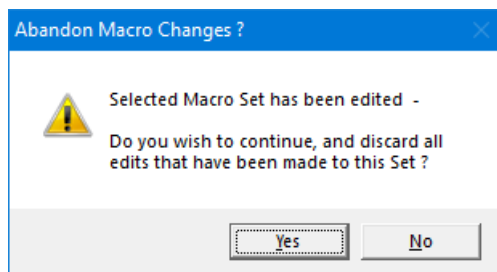 Abandon Macro Changes ?
Selected Macro Set has been edited -
Do you wish to continue, and discard all
edits that have been made to this Set ?
Yes
No